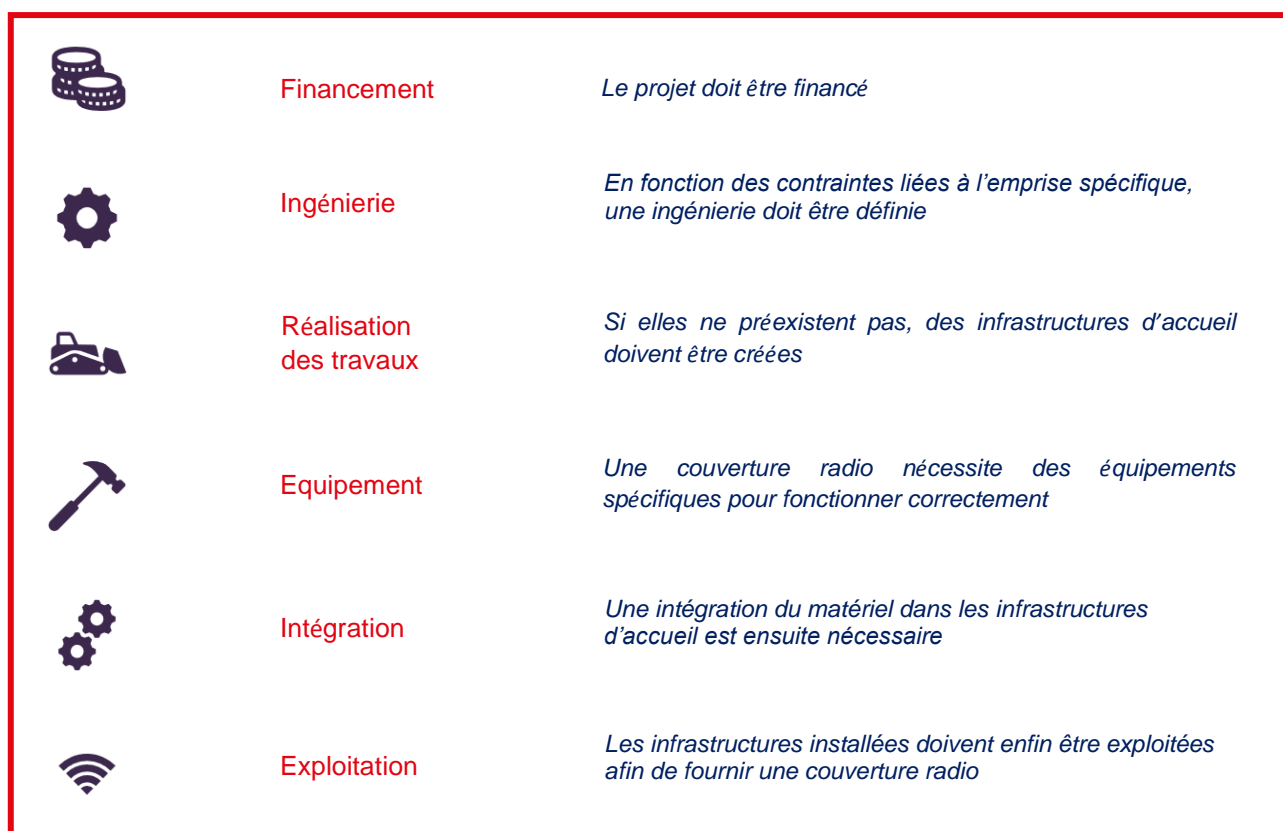 Financement
Le projet doit être financé
Ingénierie
En fonction des contraintes liées à l’emprise spécifique,
une ingénierie doit être définie
Réalisation
des travaux
Si elles ne préexistent pas, des infrastructures d’accueil
doivent être créées
Equipement
Une couverture radio nécessite des équipements
spécifiques pour fonctionner correctement
Intégration
Une intégration du matériel dans les infrastructures
d’accueil est ensuite nécessaire
Exploitation
Les infrastructures installées doivent enfin être exploitées
afin de fournir une couverture radio